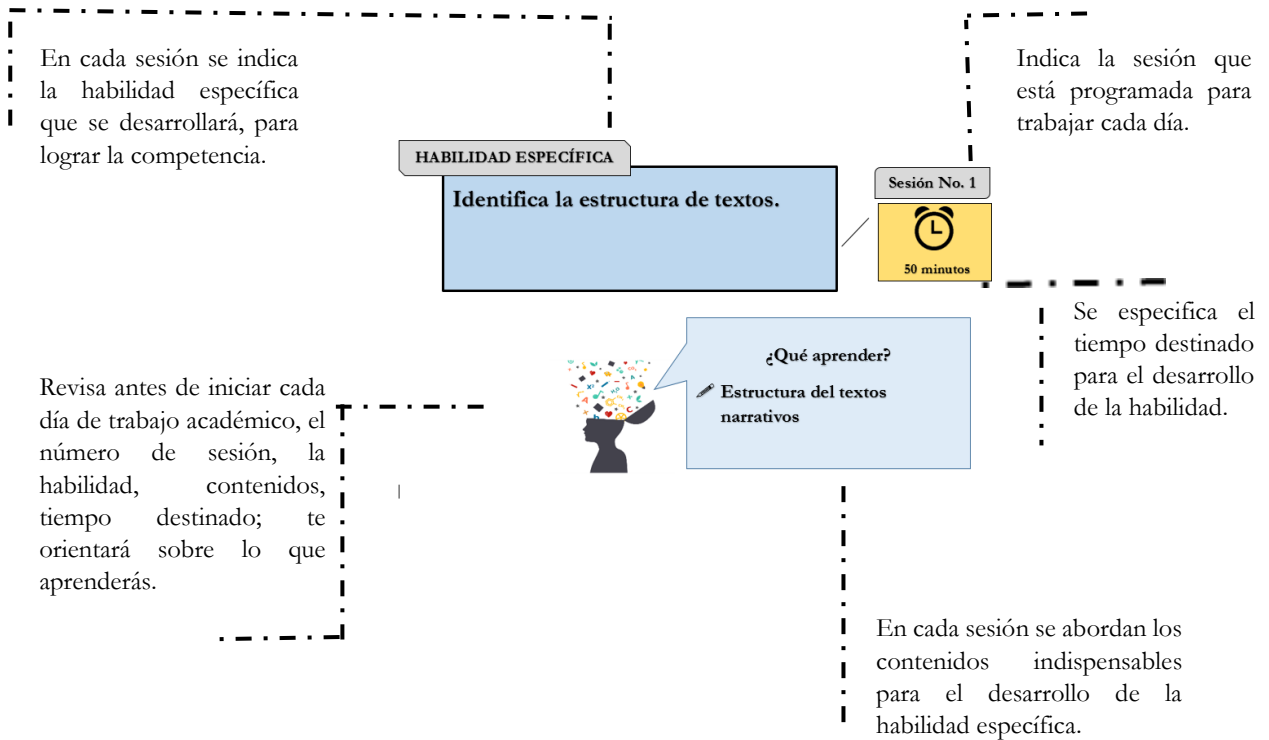 En cada sesión se indica
la habilidad específica
que se desarrollará, para
lograr la competencia.
Indica la sesión que
está programada para
trabajar cada día.
HABILIDAD ESPECÍFICA
Identifica la estructura de textos.
Sesión No. 1
50 minutos
Se especifica el
tiempo destinado
para el desarrollo
de la habilidad.
¿Qué aprender?
Estructura del textos
narrativos
Revisa antes de iniciar cada
día de trabajo académico, el
número de sesión, la
habilidad, contenidos,
tiempo destinado; te
orientará sobre lo que
aprenderás.
En cada sesión se abordan los
contenidos indispensables
para el desarrollo de la
habilidad específica.